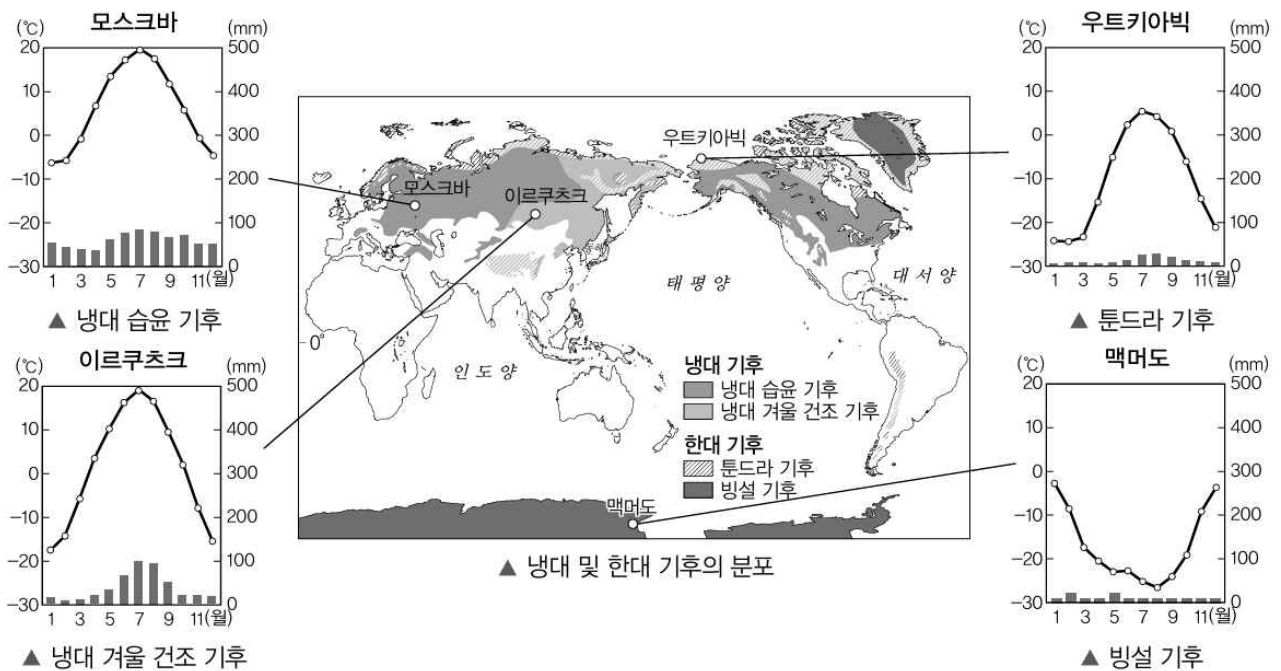 모스크바
(℃) (mm)
20 500
10 400
0 300
-10 200
-20 100
-30 0
1 3 5 7 9 11(월)
▲ 냉대 습윤 기후
이르쿠츠크
(℃) (mm)
20 500
10 400
0 300
-10 200
-20 100
-30 0
1 3 5 7 9 11(월)
▲ 냉대 겨울 건조 기후
우트키아빅
모스크바
이르쿠츠크
태평양
대서양
0°
인도양
냉대 기후
냉대 습윤 기후
냉대 겨울 건조 기후
한대 기후
툰드라 기후
빙설 기후
맥머도
▲ 냉대 및 한대 기후의 분포
우트키아빅
(℃) (mm)
20 500
10 400
0 300
-10 200
-20 100
-30 0
1 3 5 7 9 11(월)
▲ 툰드라 기후
맥머도
(℃) (mm)
20 500
10 400
0 300
-10 200
-20 100
-30 0
1 3 5 7 9 11(월)
▲ 빙설 기후